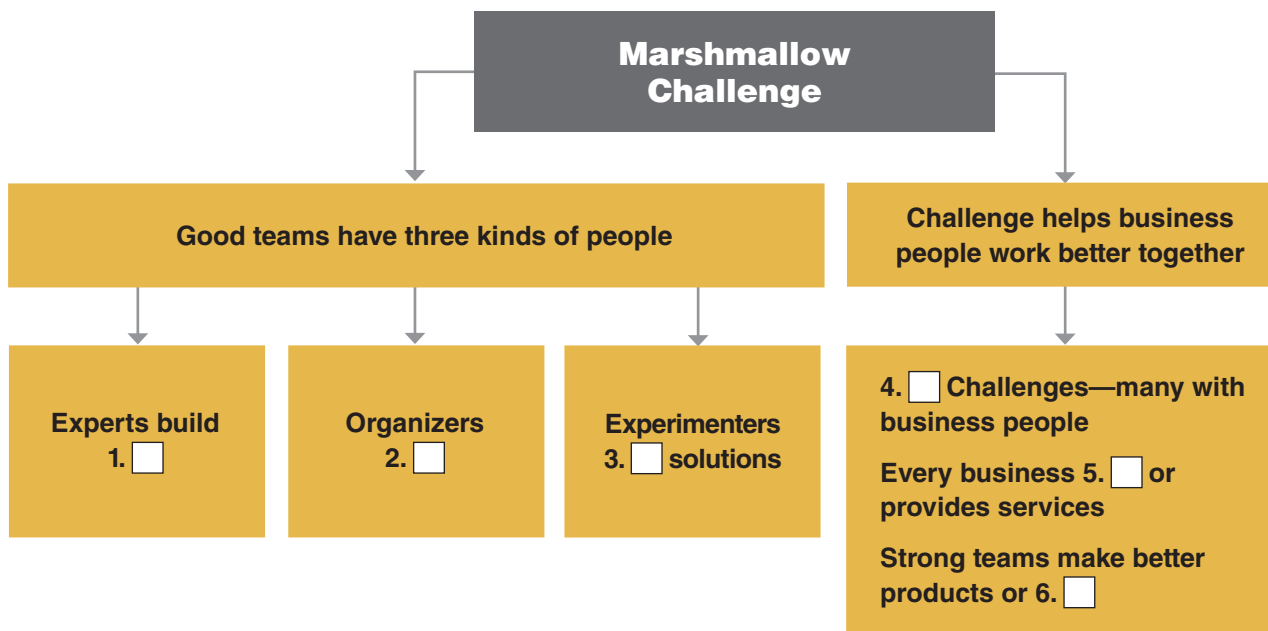 Marshmallow
Challenge
Good teams have three kinds of people
Challenge helps business
people work better together
Experts build
1.
Organizers
2.
Experimenters
3. solutions
4. Challenges—many with
business people
Every business 5. or
provides services
Strong teams make better
products or 6.